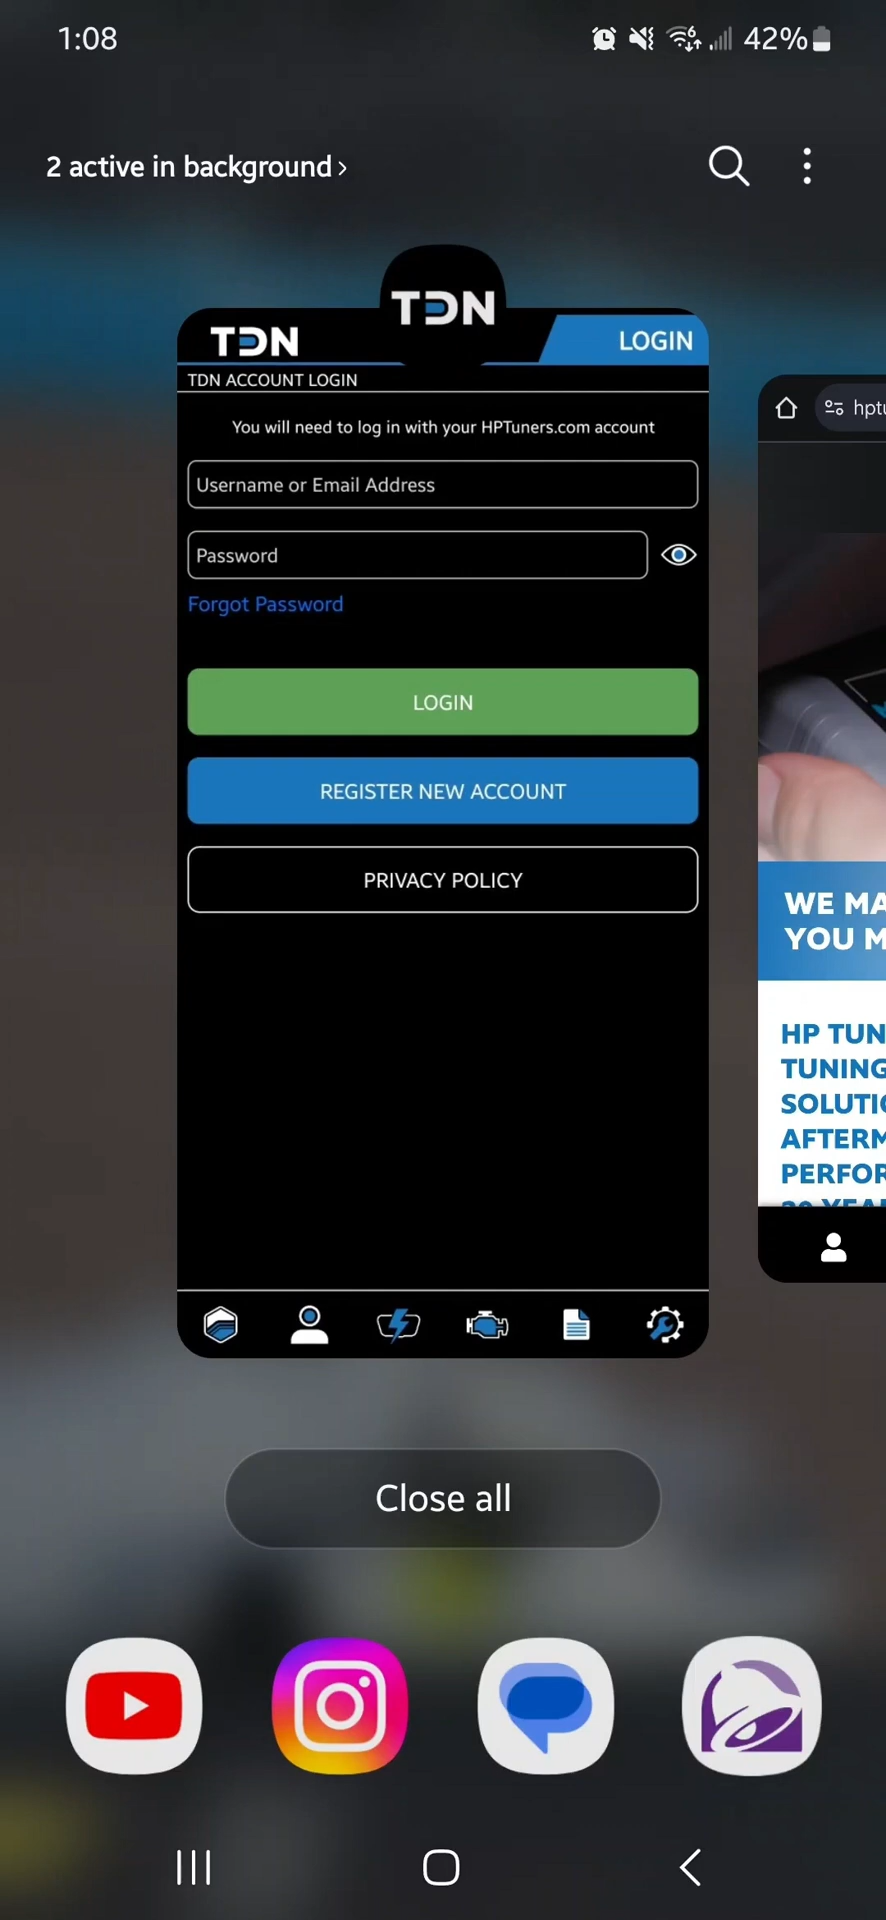 1:08
42%
2 active in background ›
TDN
TDN
LOGIN
TDN ACCOUNT LOGIN
You will need to log in with your HPTuners.com account
Username or Email Address
Password
Forgot Password
LOGIN
REGISTER NEW ACCOUNT
PRIVACY POLICY
hptu
WE MA
YOU M
HP TUN
TUNING
SOLUTIO
AFTERM
PERFOR
20 YEA
Close all